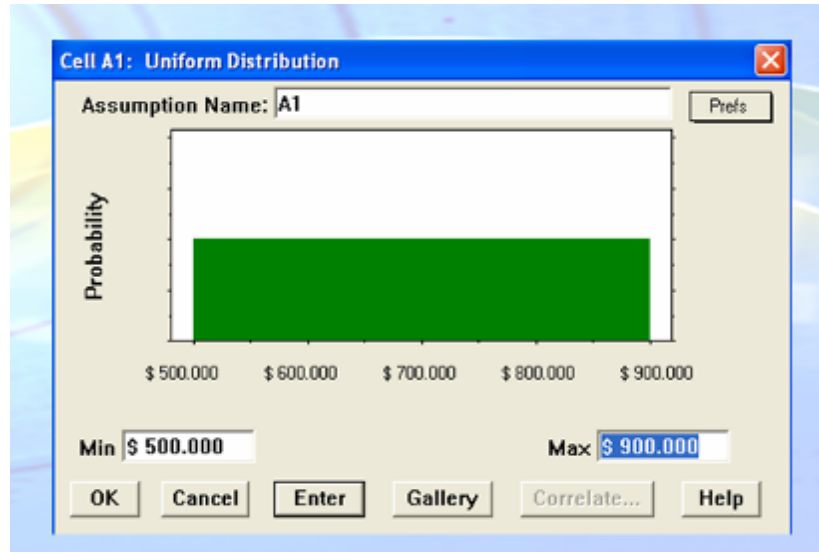 Cell A1: Uniform Distribution
Assumption Name: A1 Prefs
Probability
$ 500.000 $ 600.000 $ 700.000 $ 800.000 $ 900.000
Min $ 500.000 Max $ 900.000
OK Cancel Enter Gallery Correlate... Help